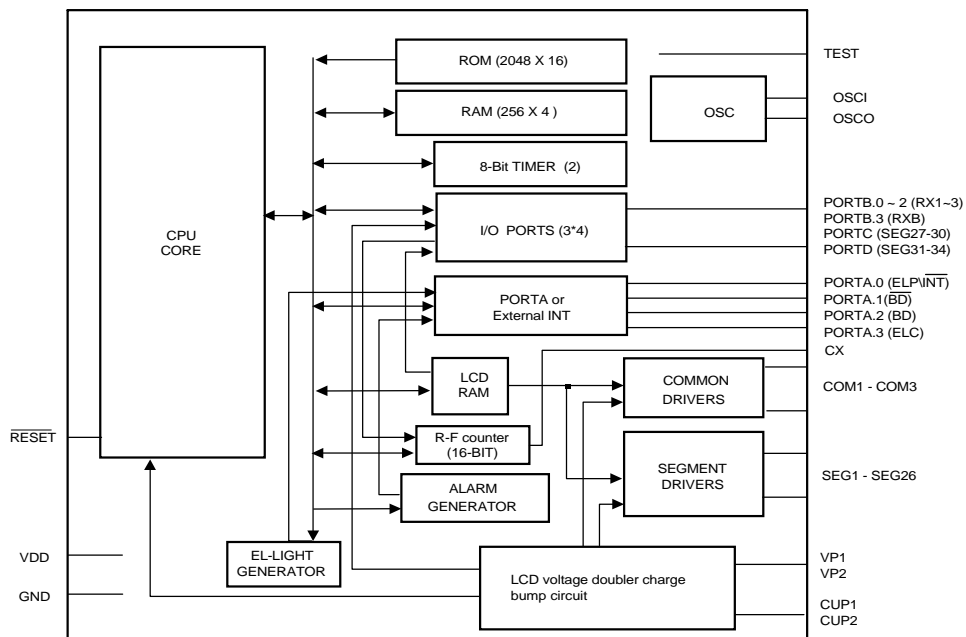 ROM (2048 X 16)
RAM (256 X 4 )
8-Bit TIMER (2)
I/O PORTS (3*4)
PORTA or
External INT
LCD
RAM
R-F counter
(16-BIT)
ALARM
GENERATOR
EL-LIGHT
GENERATOR
CPU
CORE
OSC
COMMON
DRIVERS
SEGMENT
DRIVERS
LCD voltage doubler charge
bump circuit
RESET
VDD
GND
TEST
OSCI
OSCO
PORTB.0 ~ 2 (RX1~3)
PORTB.3 (RXB)
PORTC (SEG27-30)
PORTD (SEG31-34)
PORTA.0 (ELP\INT)
PORTA.1(BD)
PORTA.2 (BD)
PORTA.3 (ELC)
CX
COM1 - COM3
SEG1 - SEG26
VP1
VP2
CUP1
CUP2